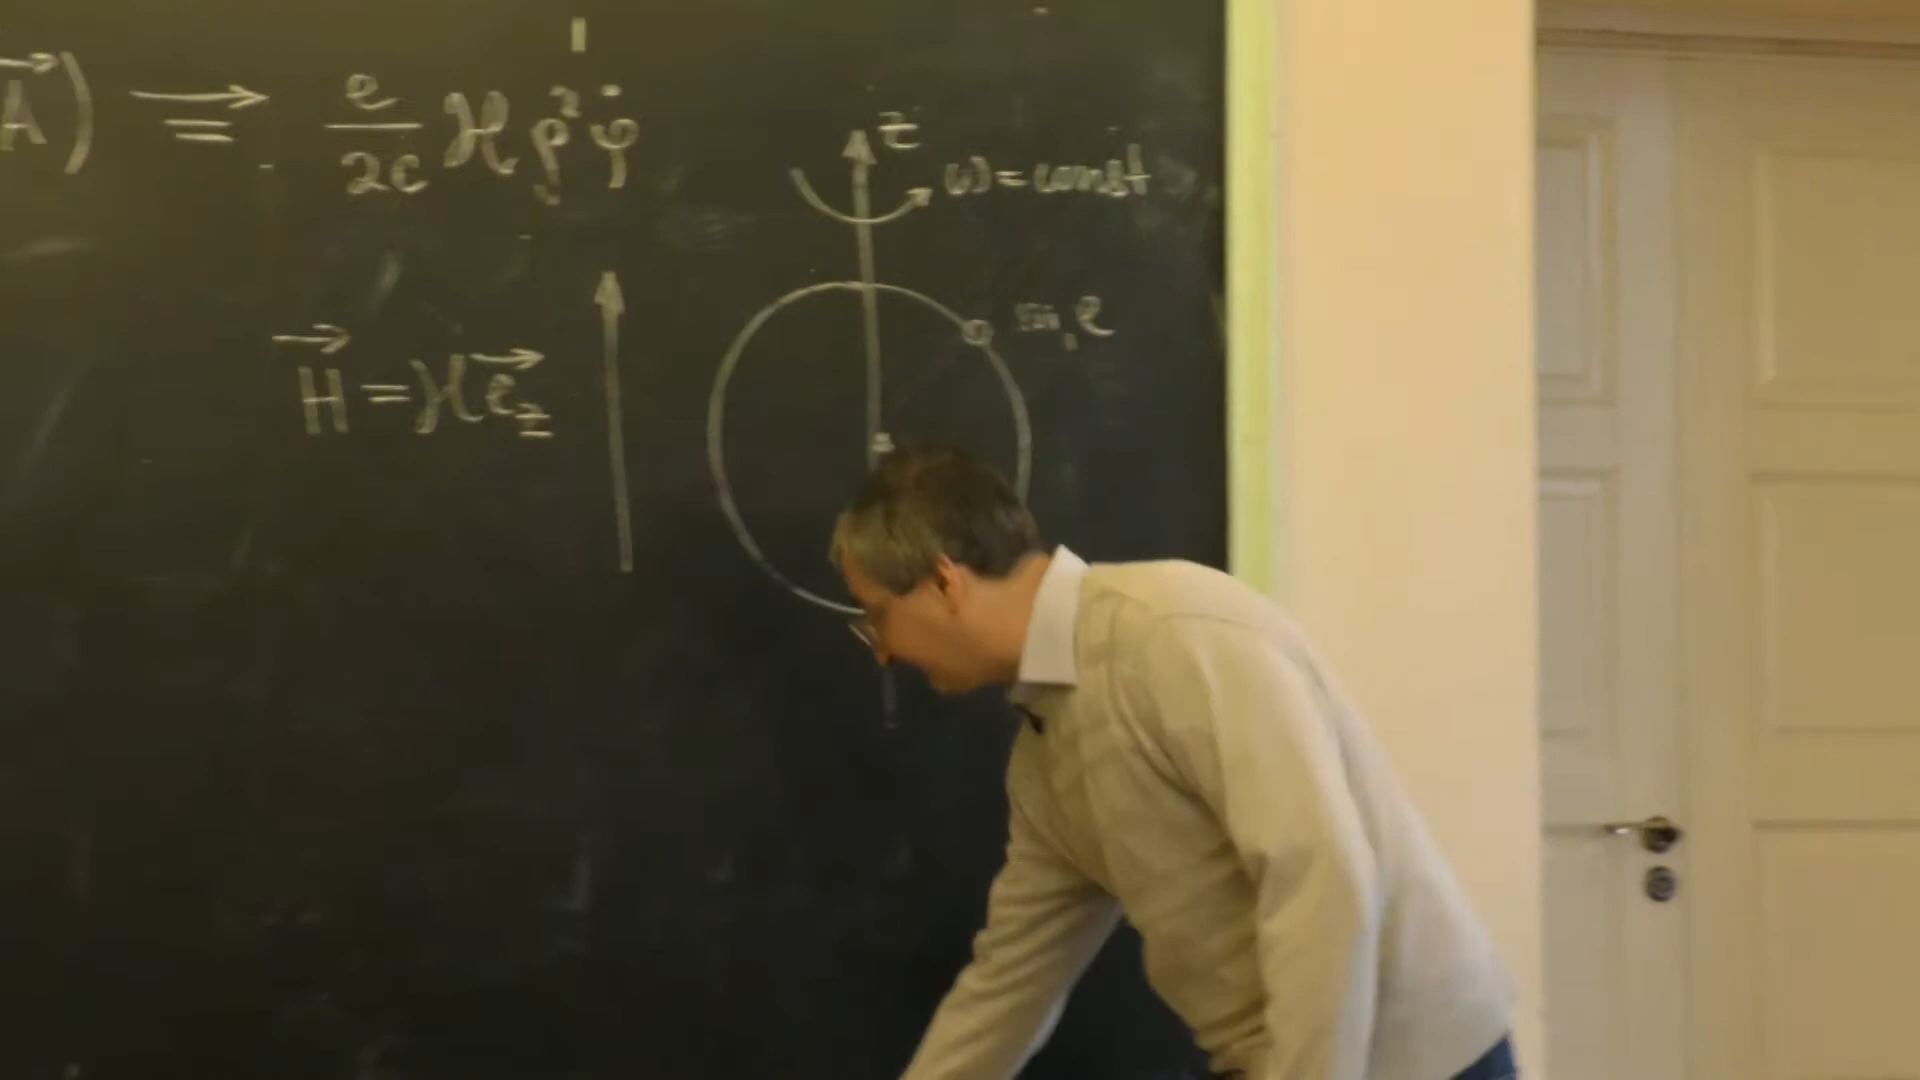 A⃗) ⟹ e/2c ℋ ρ² φ̇
z
ω = const
m, e
H⃗ = ℋ e⃗_z